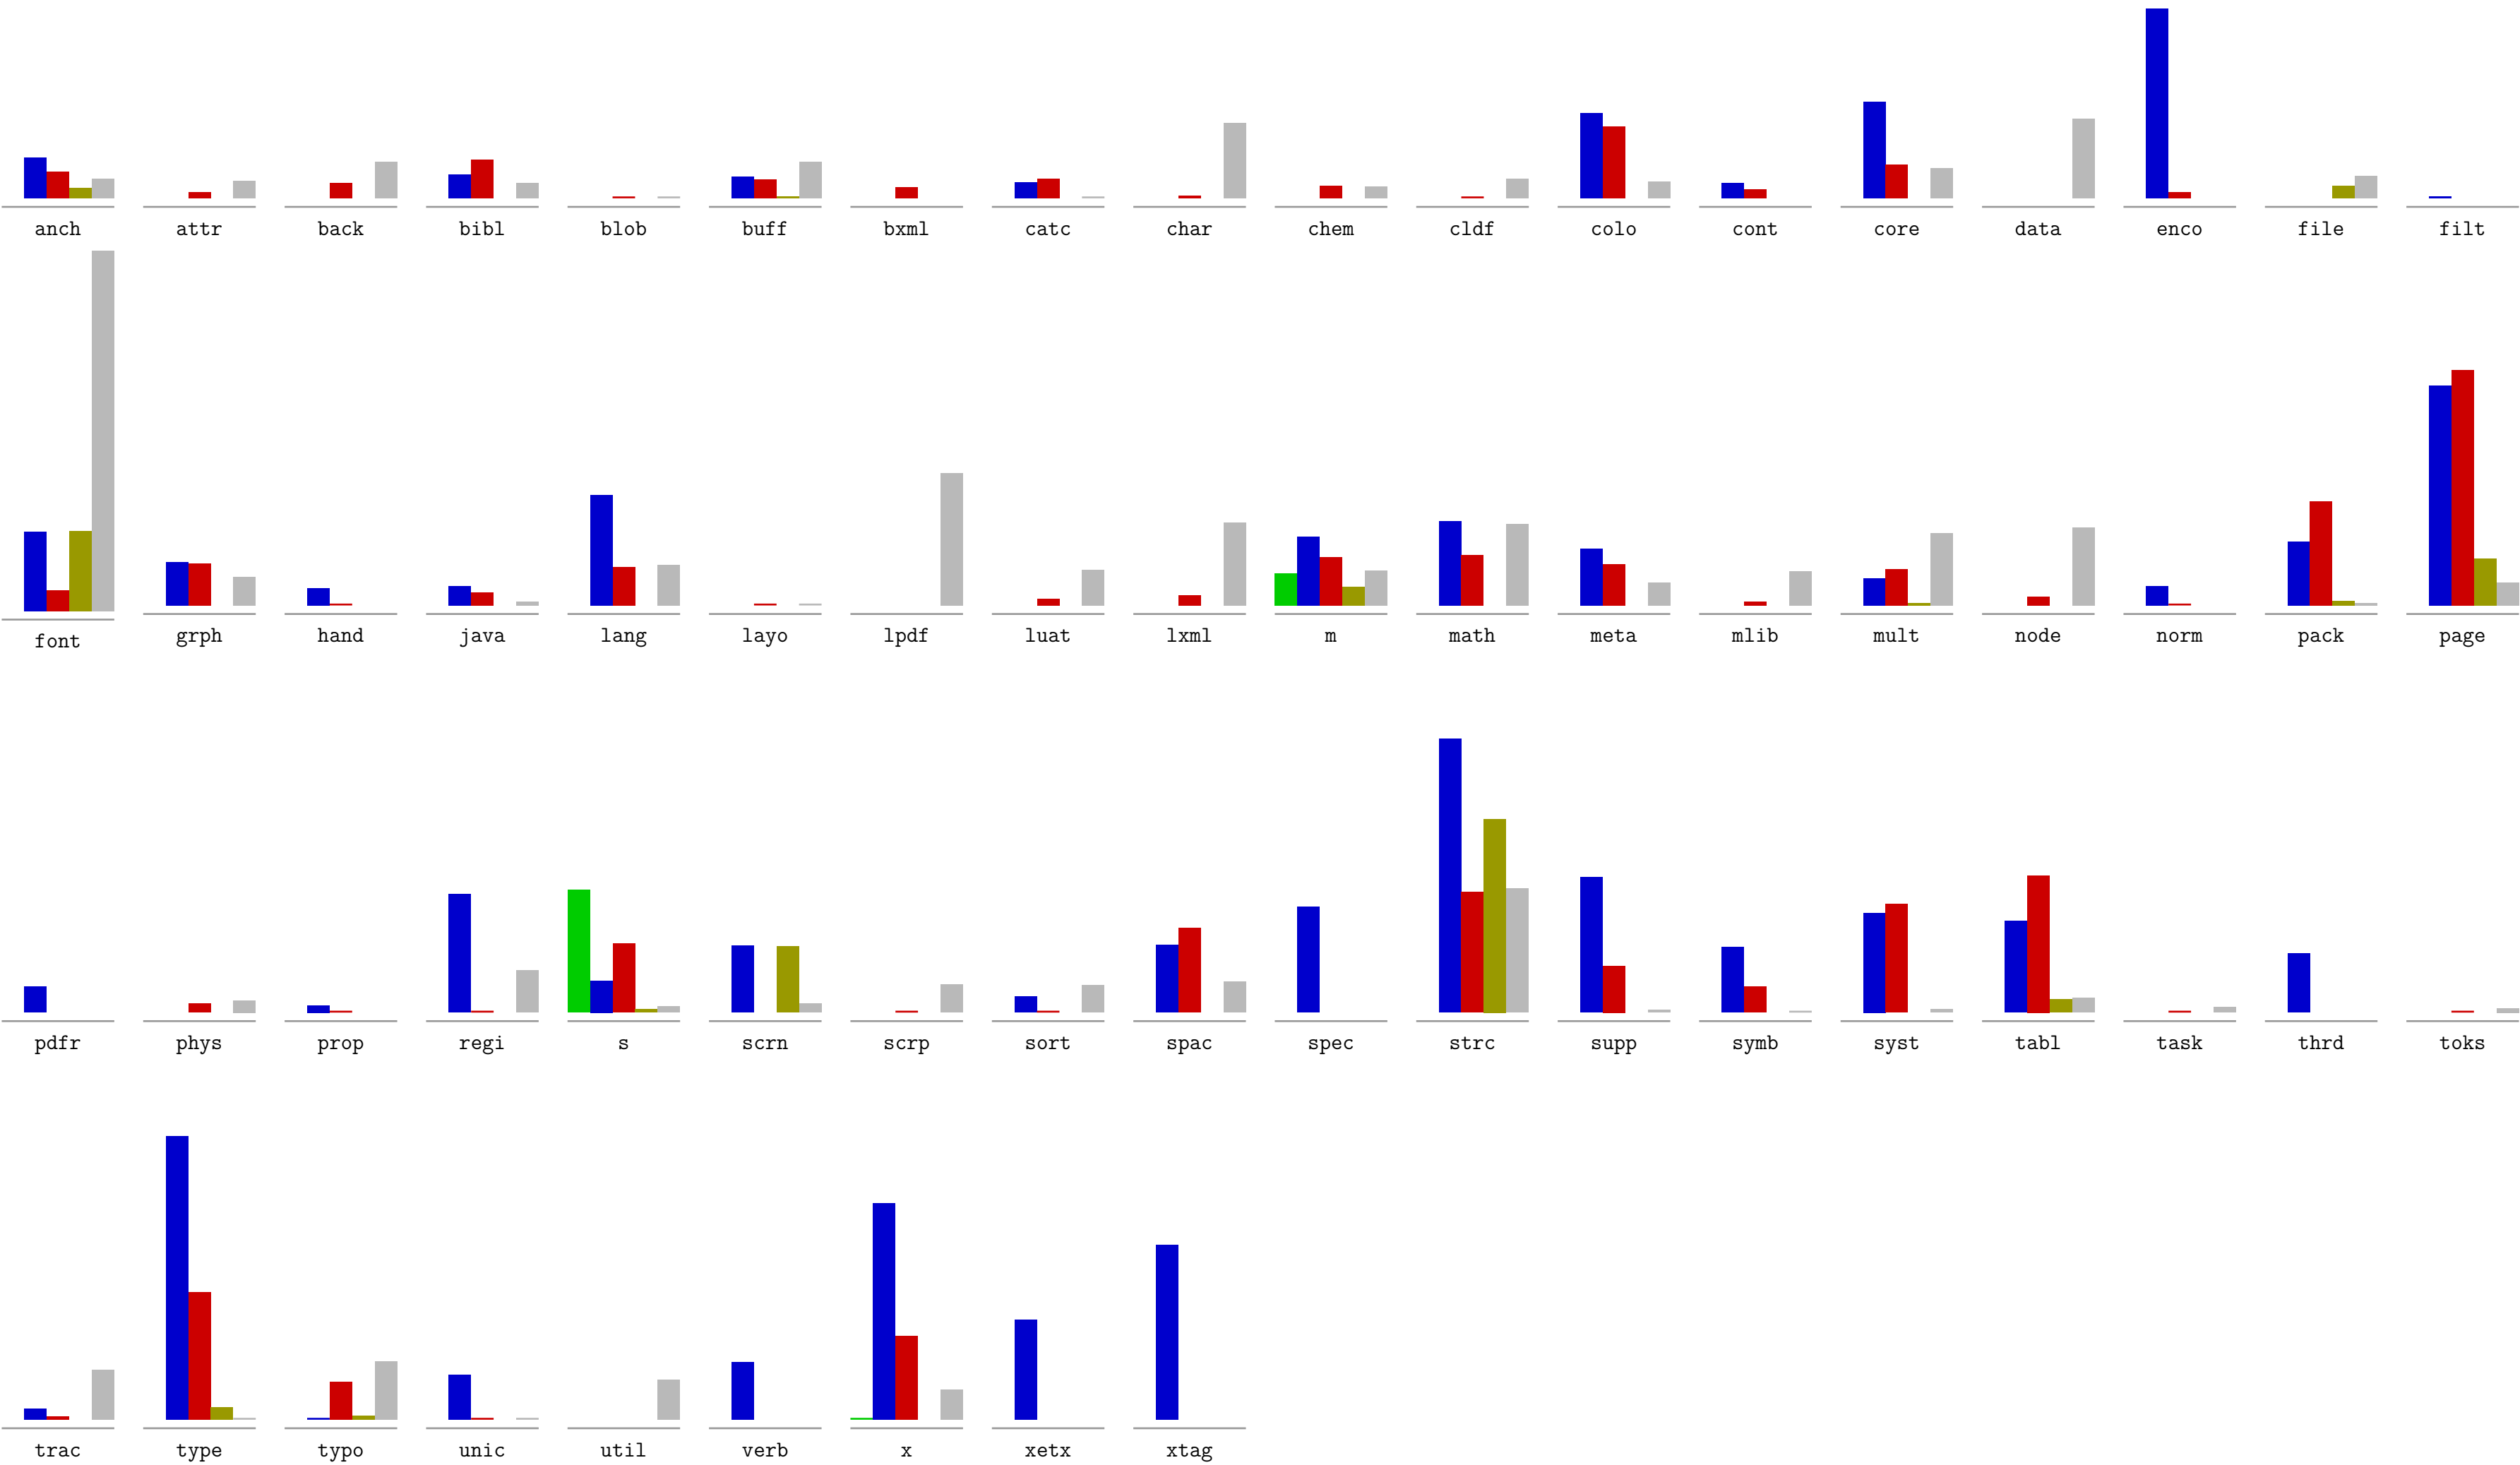 anch attr back bibl blob buff bxml catc char chem cldf colo cont core data enco file filt
font grph hand java lang layo lpdf luat lxml m math meta mlib mult node norm pack page
pdfr phys prop regi s scrn scrp sort spac spec strc supp symb syst tabl task thrd toks
trac type typo unic util verb x xetx xtag